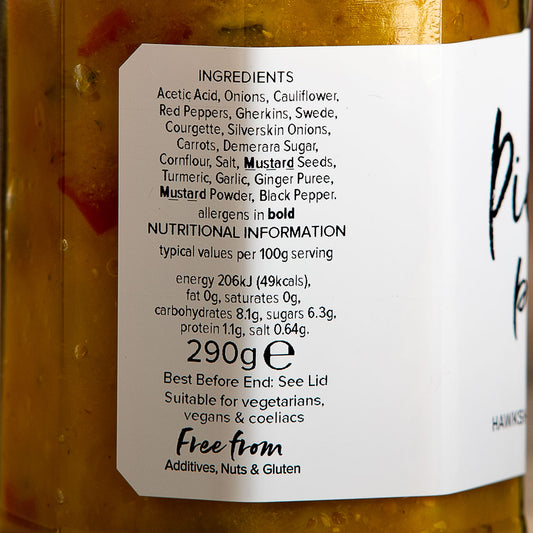 INGREDIENTS
Acetic Acid, Onions, Cauliflower,
Red Peppers, Gherkins, Swede,
Courgette, Silverskin Onions,
Carrots, Demerara Sugar,
Cornflour, Salt, Mustard Seeds,
Turmeric, Garlic, Ginger Puree,
Mustard Powder, Black Pepper.
allergens in bold
NUTRITIONAL INFORMATION
typical values per 100g serving
energy 206kJ (49kcals),
fat 0g, saturates 0g,
carbohydrates 8.1g, sugars 6.3g,
protein 1.1g, salt 0.64g.
290g℮
Best Before End: See Lid
Suitable for vegetarians,
vegans & coeliacs
Free from
Additives, Nuts & Gluten